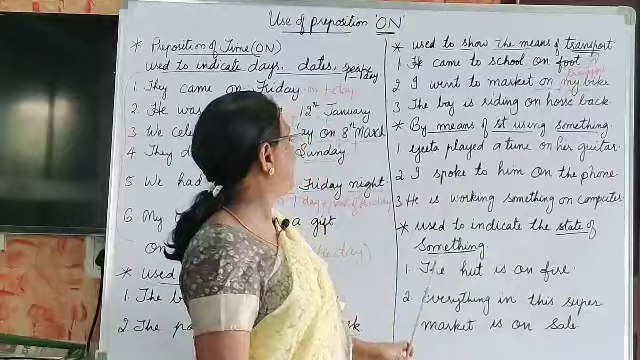 Use of preposition "ON"
* Preposition of Time (ON)
used to indicate days, dates, special day
1. They came on Friday on + day
2. He was 12th January
3. We cele on 8th March
4. They d Sunday
5. We had Friday night
6. My a gift
on
* used
1. The b
2. The pa
* used to show the means of transport
1 He came to school on foot
2 I went to market on my bike
transport
3 The boy is riding on horse back
* By means of st using something.
1 Geeta played a tune on her guitar.
2 I spoke to him on the phone.
3 He is working something on computer
* used to indicate the state of
Something.
1. The hut is on fire
2. Everything in this super
market is on Sale